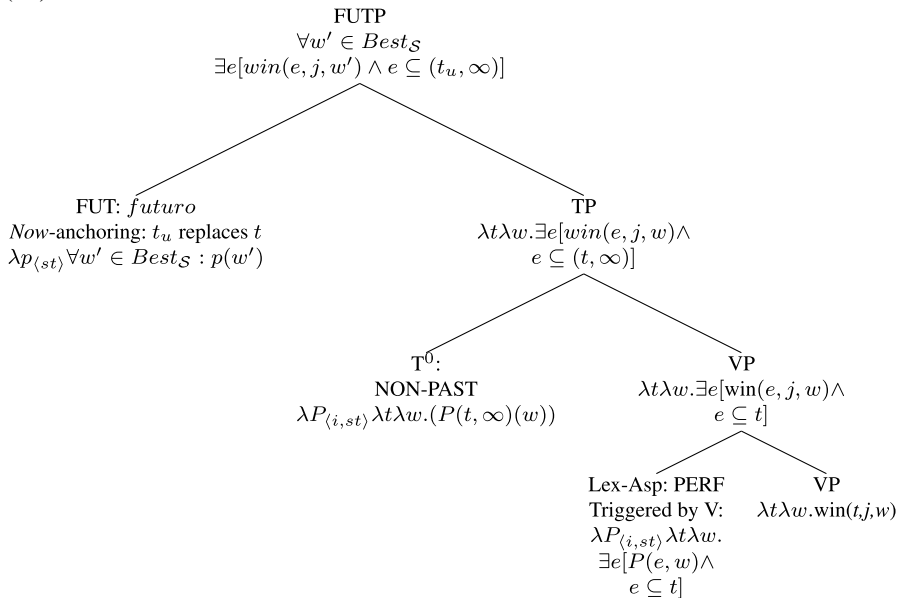 FUTP
∀w′ ∈ Best_𝒮
∃e[win(e, j, w′) ∧ e ⊆ (t_u, ∞)]
FUT: futuro
Now-anchoring: t_u replaces t
λp_⟨st⟩∀w′ ∈ Best_𝒮 : p(w′)
TP
λtλw.∃e[win(e, j, w)∧
e ⊆ (t, ∞)]
T⁰:
NON-PAST
λP_⟨i,st⟩λtλw.(P(t, ∞)(w))
VP
λtλw.∃e[win(e, j, w)∧
e ⊆ t]
Lex-Asp: PERF
Triggered by V:
λP_⟨i,st⟩λtλw.
∃e[P(e, w)∧
e ⊆ t]
VP
λtλw.win(t,j,w)